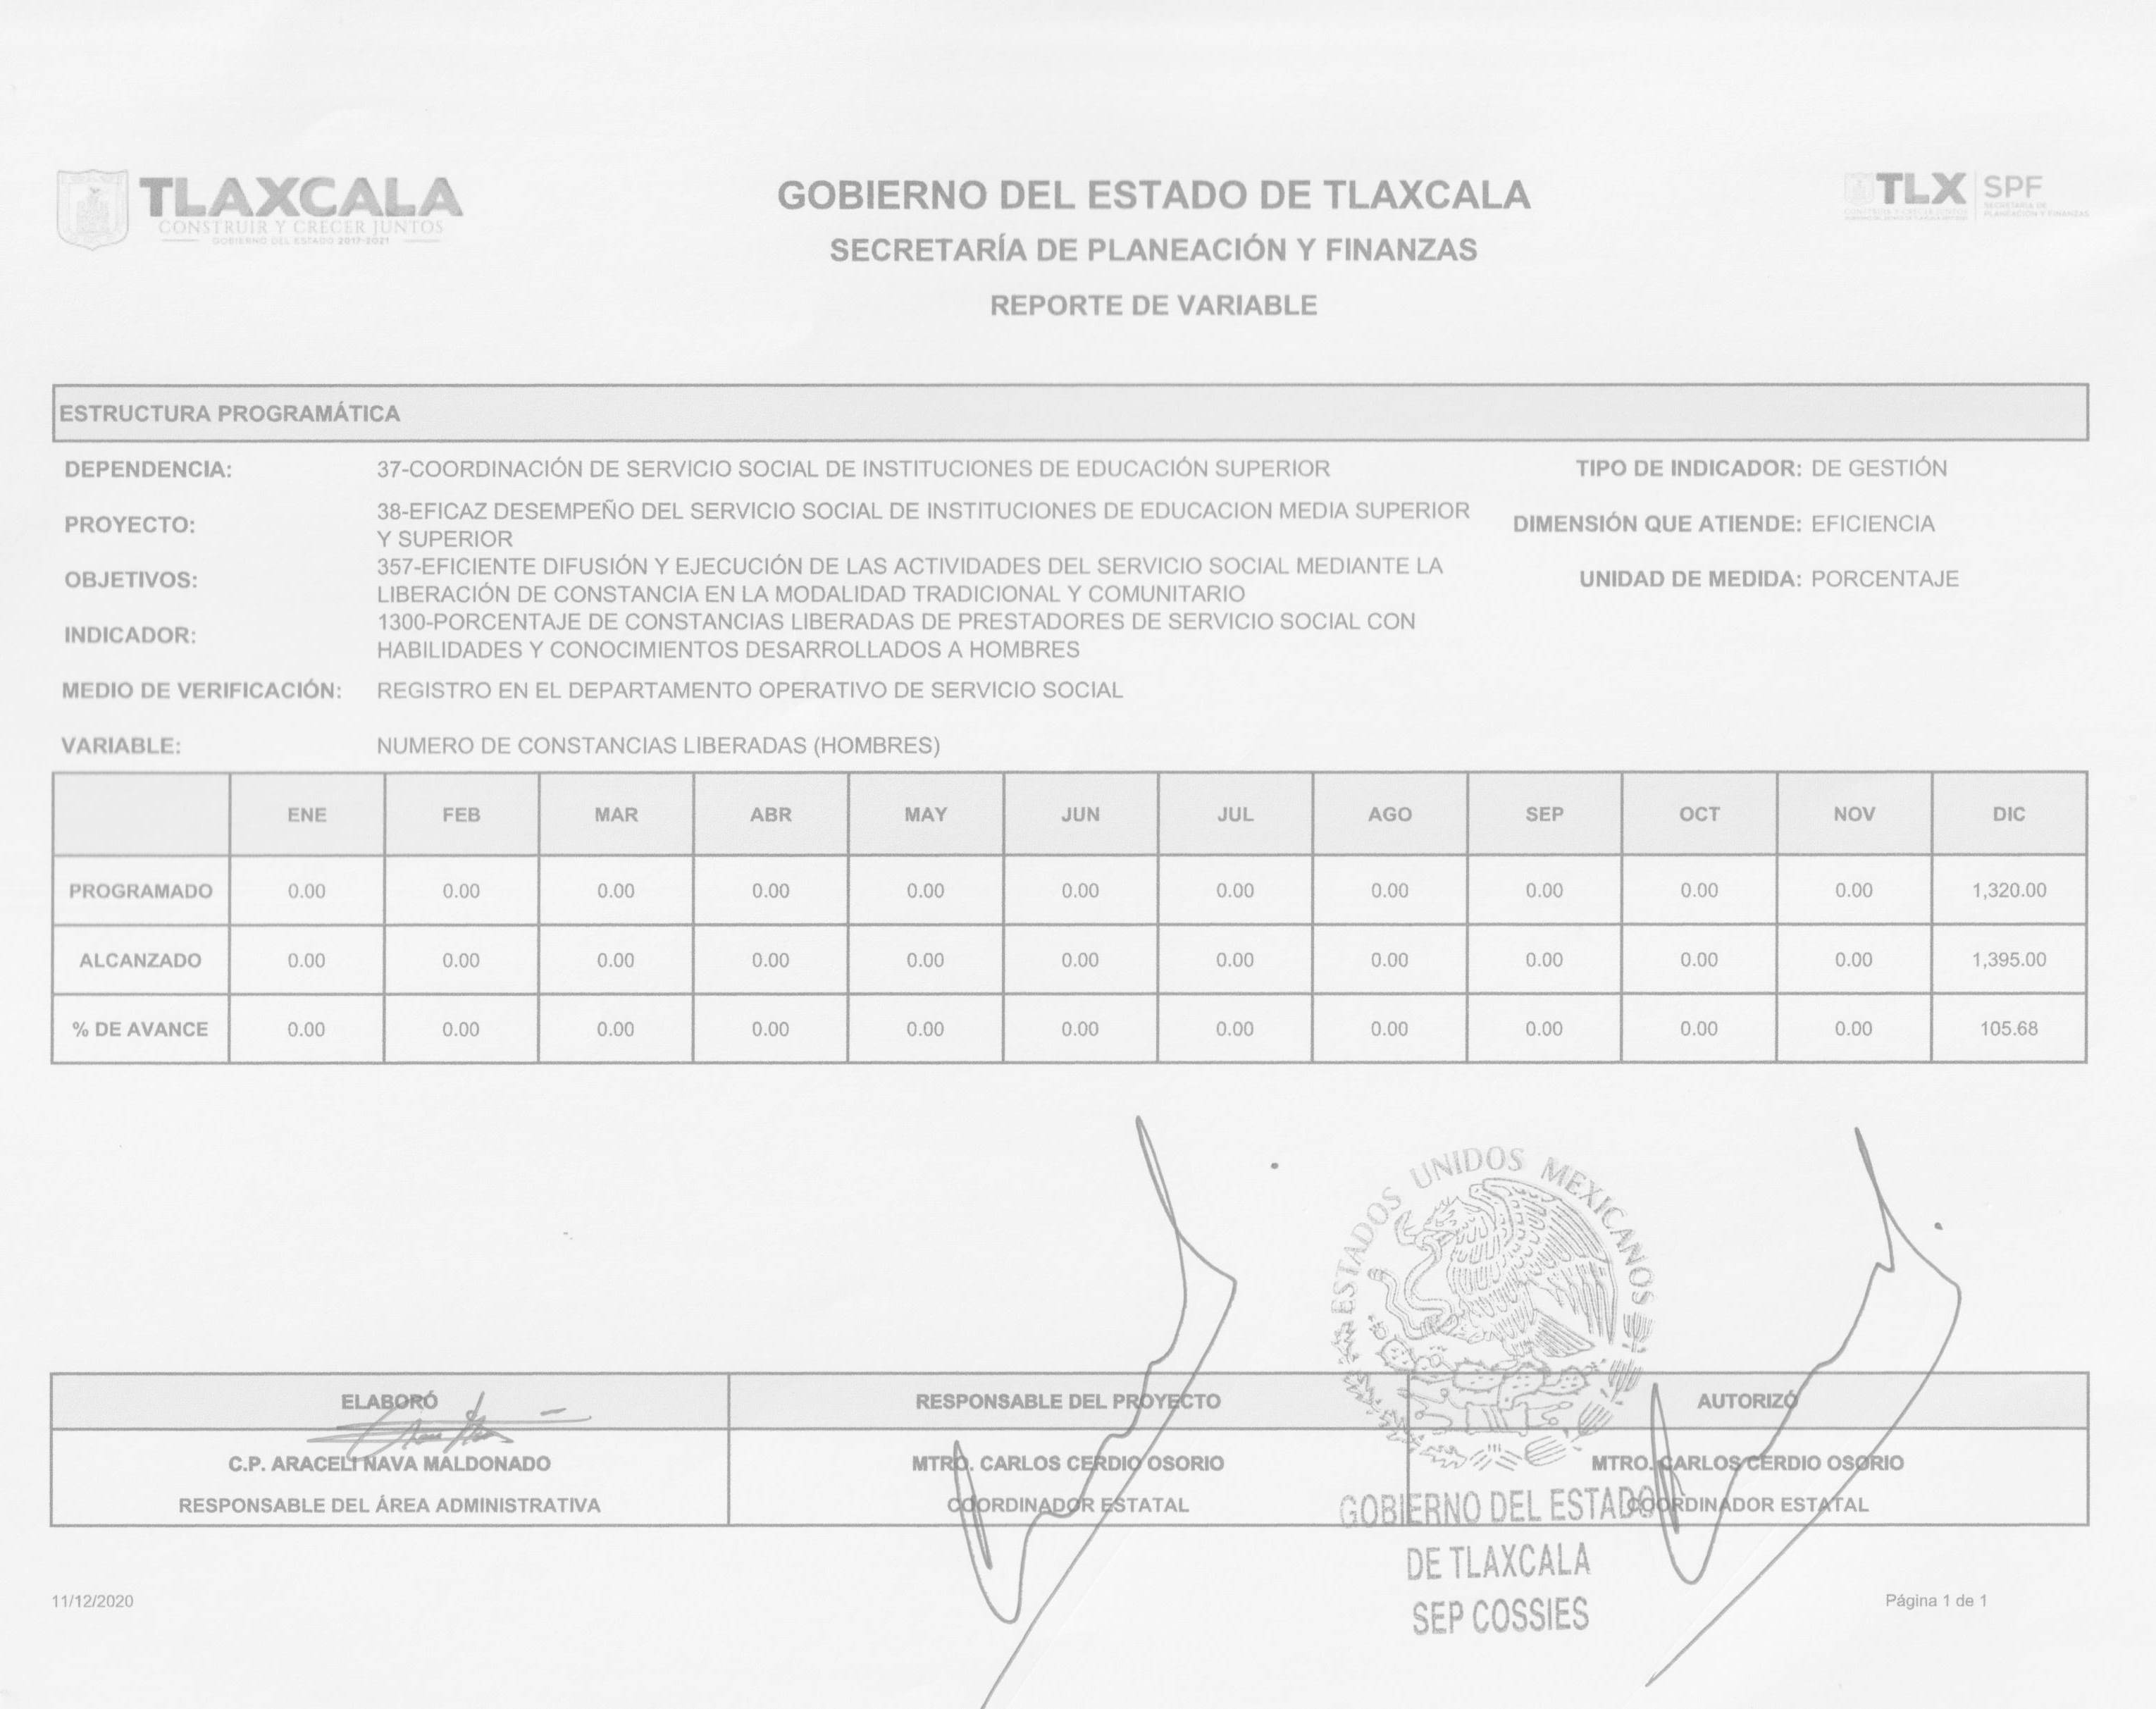 TLAXCALA
CONSTRUIR Y CRECER JUNTOS
GOBIERNO DEL ESTADO 2017-2021
GOBIERNO DEL ESTADO DE TLAXCALA
SECRETARÍA DE PLANEACIÓN Y FINANZAS
REPORTE DE VARIABLE
TLX SPF
CONSTRUIR Y CRECER JUNTOS
SECRETARÍA DE
PLANEACIÓN Y FINANZAS
ESTRUCTURA PROGRAMÁTICA
DEPENDENCIA: 37-COORDINACIÓN DE SERVICIO SOCIAL DE INSTITUCIONES DE EDUCACIÓN SUPERIOR TIPO DE INDICADOR: DE GESTIÓN
PROYECTO: 38-EFICAZ DESEMPEÑO DEL SERVICIO SOCIAL DE INSTITUCIONES DE EDUCACION MEDIA SUPERIOR
Y SUPERIOR
DIMENSIÓN QUE ATIENDE: EFICIENCIA
OBJETIVOS: 357-EFICIENTE DIFUSIÓN Y EJECUCIÓN DE LAS ACTIVIDADES DEL SERVICIO SOCIAL MEDIANTE LA
LIBERACIÓN DE CONSTANCIA EN LA MODALIDAD TRADICIONAL Y COMUNITARIO
UNIDAD DE MEDIDA: PORCENTAJE
INDICADOR: 1300-PORCENTAJE DE CONSTANCIAS LIBERADAS DE PRESTADORES DE SERVICIO SOCIAL CON
HABILIDADES Y CONOCIMIENTOS DESARROLLADOS A HOMBRES
MEDIO DE VERIFICACIÓN: REGISTRO EN EL DEPARTAMENTO OPERATIVO DE SERVICIO SOCIAL
VARIABLE: NUMERO DE CONSTANCIAS LIBERADAS (HOMBRES)
ENE FEB MAR ABR MAY JUN JUL AGO SEP OCT NOV DIC
PROGRAMADO 0.00 0.00 0.00 0.00 0.00 0.00 0.00 0.00 0.00 0.00 0.00 1,320.00
ALCANZADO 0.00 0.00 0.00 0.00 0.00 0.00 0.00 0.00 0.00 0.00 0.00 1,395.00
% DE AVANCE 0.00 0.00 0.00 0.00 0.00 0.00 0.00 0.00 0.00 0.00 0.00 105.68
ESTADOS UNIDOS MEXICANOS
ELABORÓ RESPONSABLE DEL PROYECTO AUTORIZÓ
C.P. ARACELI NAVA MALDONADO MTRO. CARLOS CERDIO OSORIO MTRO. CARLOS CERDIO OSORIO
RESPONSABLE DEL ÁREA ADMINISTRATIVA COORDINADOR ESTATAL COORDINADOR ESTATAL
GOBIERNO DEL ESTADO
DE TLAXCALA
SEP COSSIES
11/12/2020 Página 1 de 1